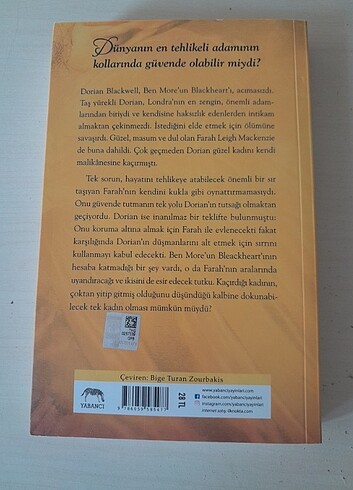 Dünyanın en tehlikeli adamının
kollarında güvende olabilir miydi?
Dorian Blackwell, Ben More'un Blackheart'ı, acımasızdı.
Taş yürekli Dorian, Londra'nın en zengin, önemli adam-
larından biriydi ve kendisine haksızlık edenlerden intikam
almaktan çekinmezdi. İstediğini elde etmek için ölümüne
savaşırdı. Güzel, masum ve dul olan Farah Leigh Mackenzie
de buna dahildi. Çok geçmeden Dorian güzel kadını kendi
malikânesine kaçırmıştı.
Tek sorun, hayatını tehlikeye atabilecek önemli bir sır
taşıyan Farah'nın kendini kukla gibi oynattırmamasıydı.
Onu güvende tutmanın tek yolu Dorian'ın tutsağı olmaktan
geçiyordu. Dorian ise inanılmaz bir teklifte bulunmuştu:
Onu koruma altına almak için Farah ile evlenecekti fakat
karşılığında Dorian'ın düşmanlarını alt etmek için sırrını
kullanmayı kabul edecekti. Ben More'un Bleackheart'ının
hesaba katmadığı bir şey vardı, o da Farah'nın aralarında
uyandıracağı ve ikisini de esir edecek tutku. Kaçırdığı kadının,
çoktan yitip gitmiş olduğunu düşündüğü kalbine dokunabi-
lecek tek kadın olması mümkün müydü?
Çeviren: Bige Turan Zourbakis
YABANCI
28 TL
www.yabanciyayinlari.com
facebook.com/yabanciyayinlari
instagram.com/yabanciyayinlari
internet satış: ilknokta.com